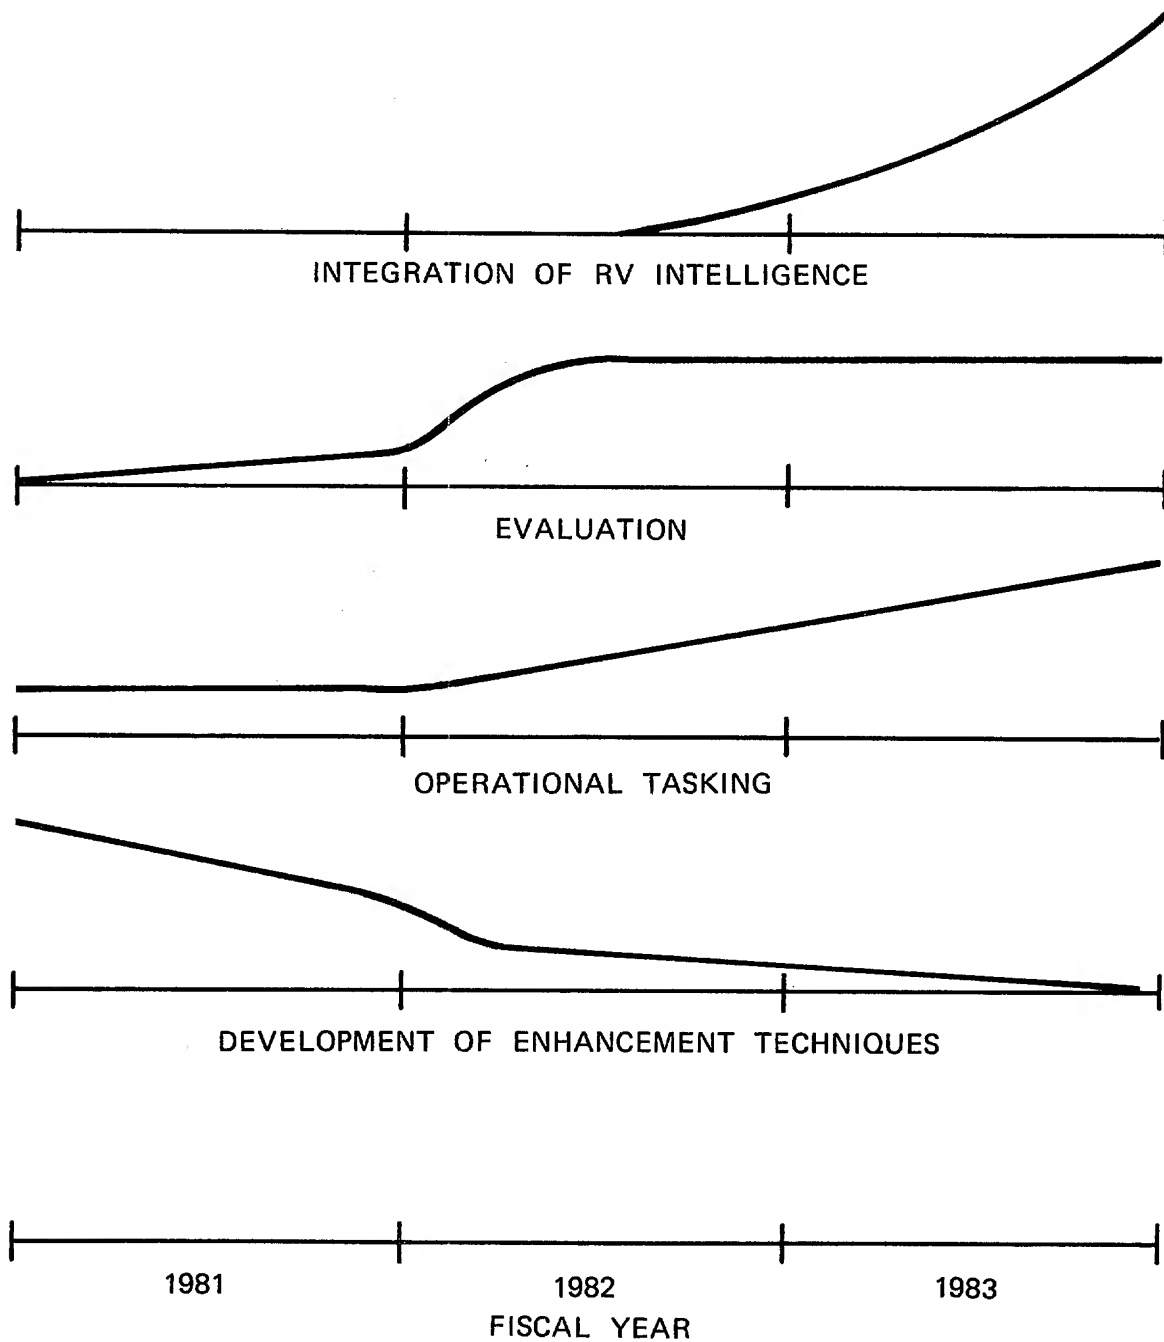 INTEGRATION OF RV INTELLIGENCE
EVALUATION
OPERATIONAL TASKING
DEVELOPMENT OF ENHANCEMENT TECHNIQUES
1981 1982 1983
FISCAL YEAR